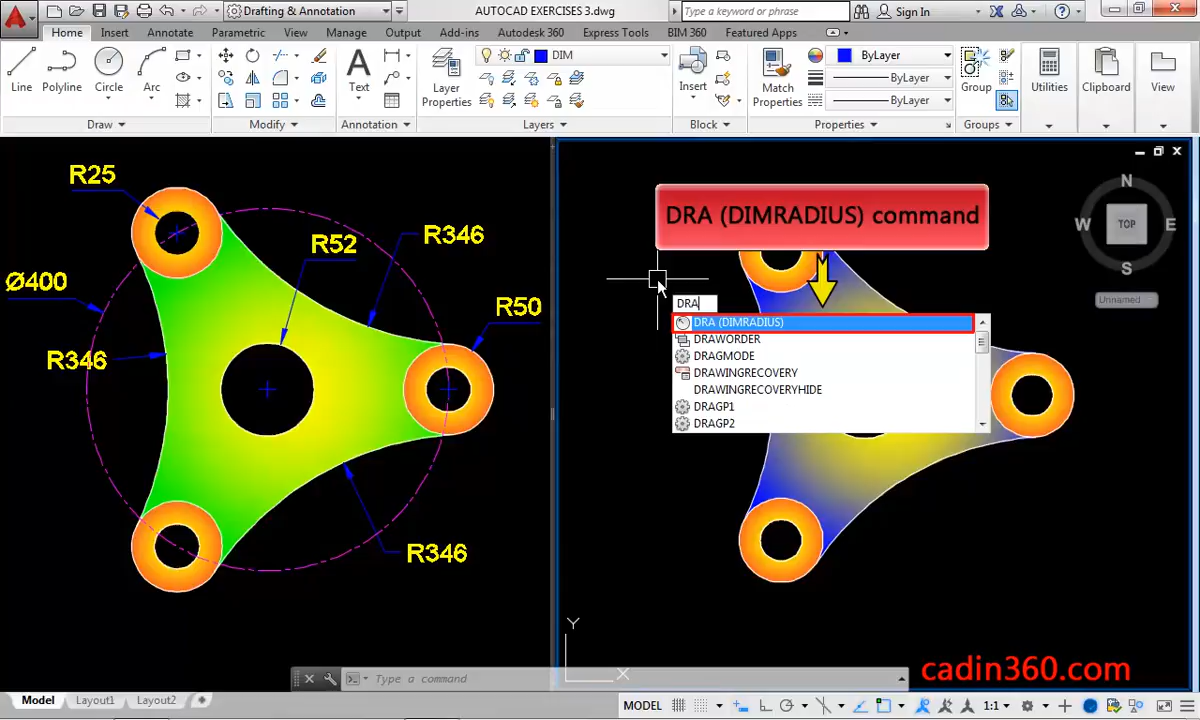 Drafting & Annotation
AUTOCAD EXERCISES 3.dwg
Type a keyword or phrase
Sign In
Home Insert Annotate Parametric View Manage Output Add-ins Autodesk 360 Express Tools BIM 360 Featured Apps
Line Polyline Circle Arc
Text
Layer Properties
DIM
Insert
Match Properties
ByLayer
ByLayer
ByLayer
Group
Utilities
Clipboard
View
Draw Modify Annotation Layers Block Properties Groups
R25
R52
R346
Ø400
R50
R346
R346
DRA (DIMRADIUS) command
N
W TOP E
S
Unnamed
DRA
DRA (DIMRADIUS)
DRAWORDER
DRAGMODE
DRAWINGRECOVERY
DRAWINGRECOVERYHIDE
DRAGP1
DRAGP2
Y
X
Type a command
cadin360.com
Model Layout1 Layout2
MODEL
1:1